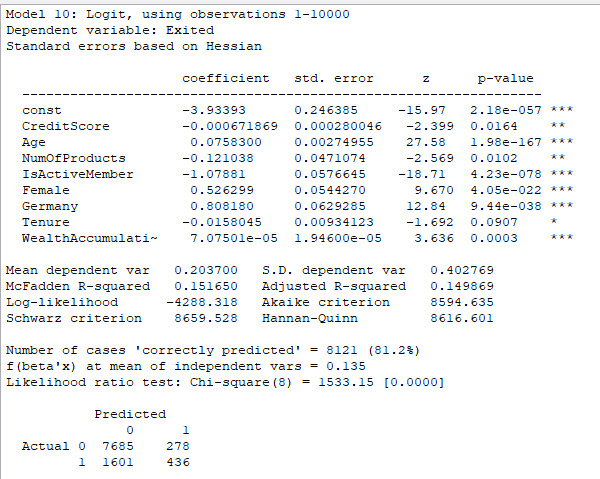 Model 10: Logit, using observations 1-10000
Dependent variable: Exited
Standard errors based on Hessian
coefficient std. error z p-value
---------------------------------------------------------------
const -3.93393 0.246385 -15.97 2.18e-057 ***
CreditScore -0.000671869 0.000280046 -2.399 0.0164 **
Age 0.0758300 0.00274955 27.58 1.98e-167 ***
NumOfProducts -0.121038 0.0471074 -2.569 0.0102 **
IsActiveMember -1.07881 0.0576645 -18.71 4.23e-078 ***
Female 0.526299 0.0544270 9.670 4.05e-022 ***
Germany 0.808180 0.0629285 12.84 9.44e-038 ***
Tenure -0.0158045 0.00934123 -1.692 0.0907 *
WealthAccumulati~ 7.07501e-05 1.94600e-05 3.636 0.0003 ***
Mean dependent var 0.203700 S.D. dependent var 0.402769
McFadden R-squared 0.151650 Adjusted R-squared 0.149869
Log-likelihood -4288.318 Akaike criterion 8594.635
Schwarz criterion 8659.528 Hannan-Quinn 8616.601
Number of cases 'correctly predicted' = 8121 (81.2%)
f(beta'x) at mean of independent vars = 0.135
Likelihood ratio test: Chi-square(8) = 1533.15 [0.0000]
Predicted
0 1
Actual 0 7685 278
1 1601 436